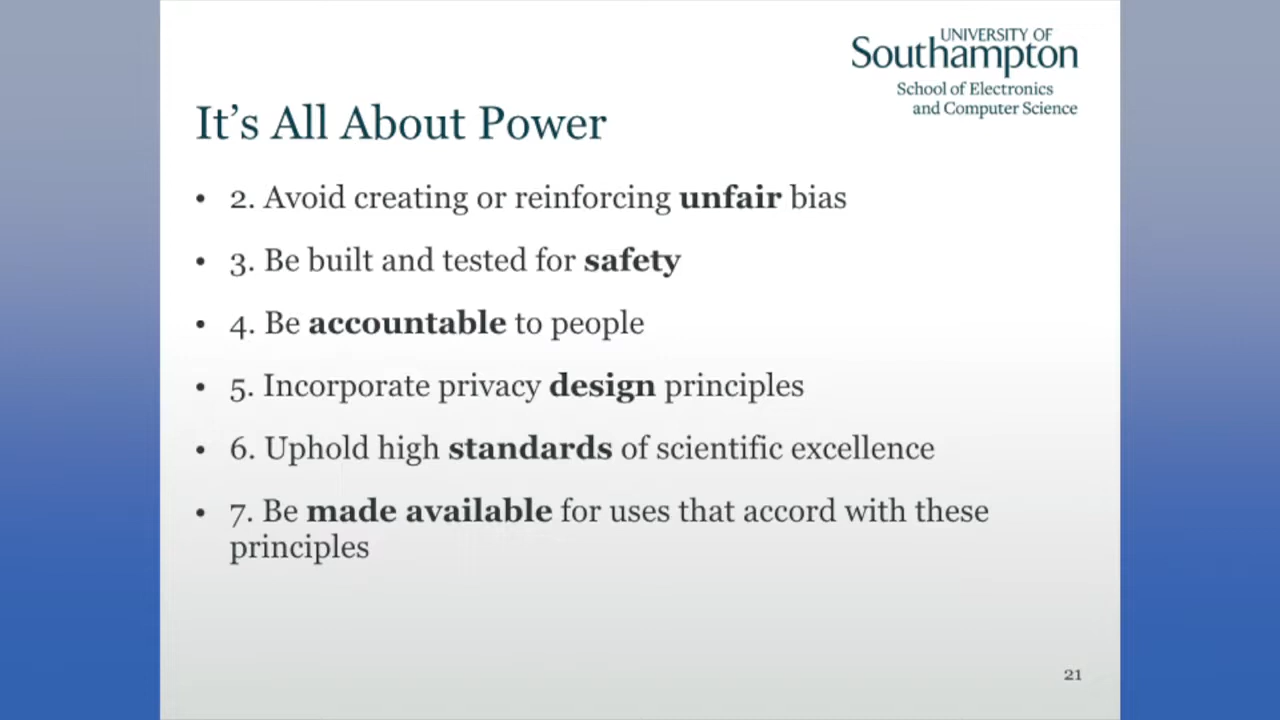 UNIVERSITY OF
Southampton
School of Electronics
and Computer Science
It’s All About Power
• 2. Avoid creating or reinforcing unfair bias
• 3. Be built and tested for safety
• 4. Be accountable to people
• 5. Incorporate privacy design principles
• 6. Uphold high standards of scientific excellence
• 7. Be made available for uses that accord with these
principles
21